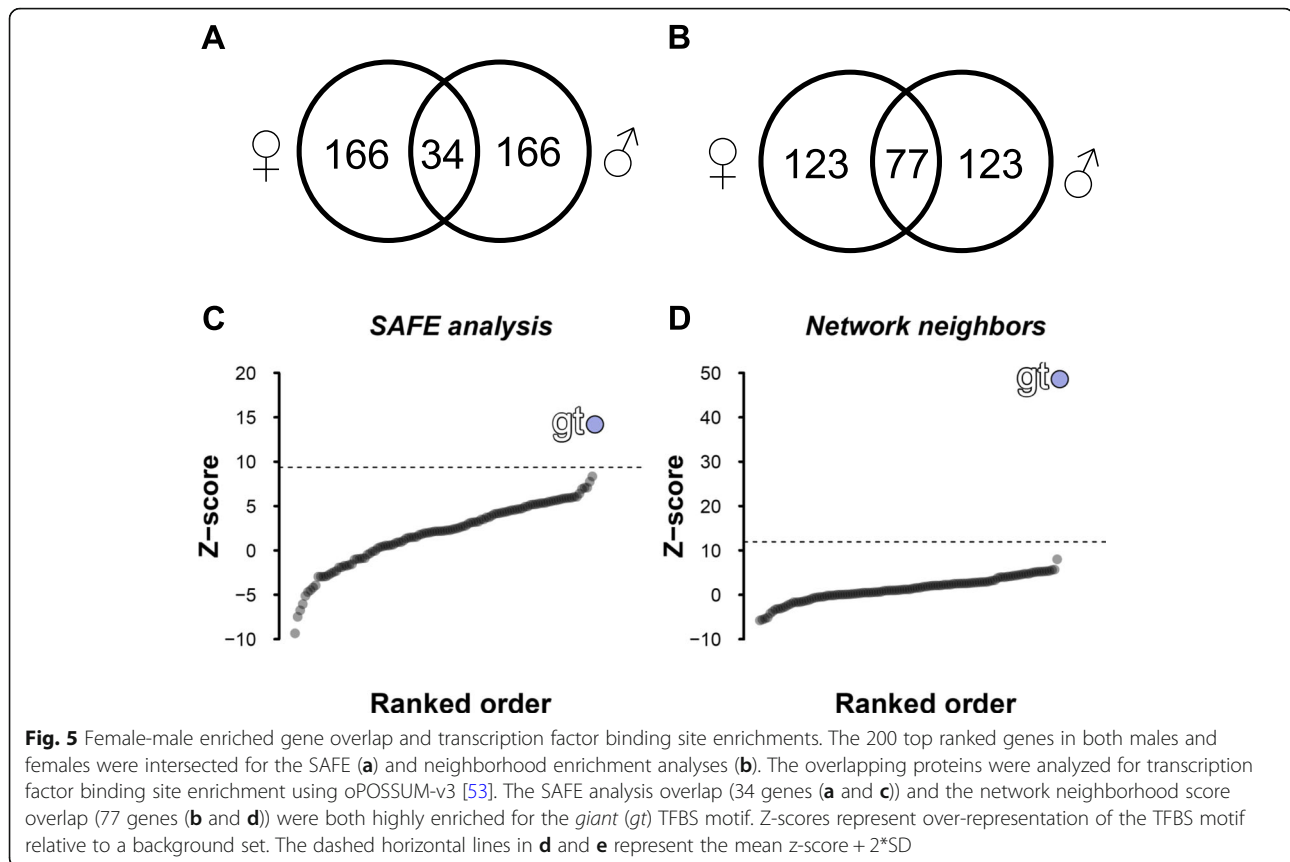 A
B
♀ 166 34 166 ♂
♀ 123 77 123 ♂
C SAFE analysis
20
15
10
5
0
−5
−10
Z−score
gt
Ranked order
D Network neighbors
50
40
30
20
10
0
−10
Z−score
gt
Ranked order
Fig. 5 Female-male enriched gene overlap and transcription factor binding site enrichments. The 200 top ranked genes in both males and
females were intersected for the SAFE (a) and neighborhood enrichment analyses (b). The overlapping proteins were analyzed for transcription
factor binding site enrichment using oPOSSUM-v3 [53]. The SAFE analysis overlap (34 genes (a and c)) and the network neighborhood score
overlap (77 genes (b and d)) were both highly enriched for the giant (gt) TFBS motif. Z-scores represent over-representation of the TFBS motif
relative to a background set. The dashed horizontal lines in d and e represent the mean z-score + 2*SD